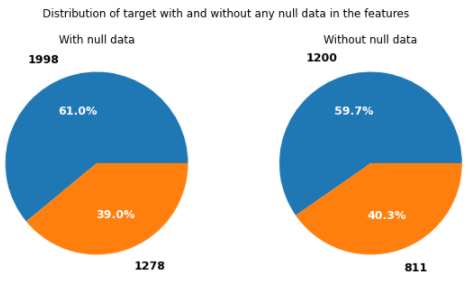 Distribution of target with and without any null data in the features
With null data
Without null data
1998
61.0%
39.0%
1278
1200
59.7%
40.3%
811